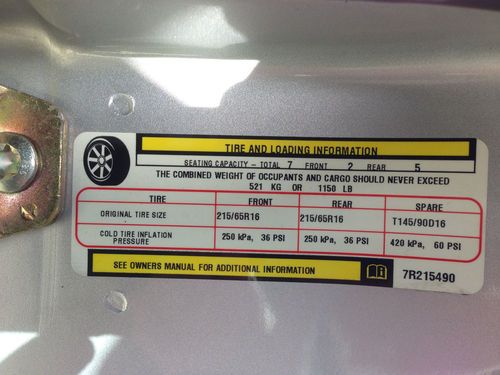 TIRE AND LOADING INFORMATION
SEATING CAPACITY - TOTAL 7 FRONT 2 REAR 5
THE COMBINED WEIGHT OF OCCUPANTS AND CARGO SHOULD NEVER EXCEED
521 KG OR 1150 LB
TIRE FRONT REAR SPARE
ORIGINAL TIRE SIZE 215/65R16 215/65R16 T145/90D16
COLD TIRE INFLATION
PRESSURE 250 kPa, 36 PSI 250 kPa, 36 PSI 420 kPa, 60 PSI
SEE OWNERS MANUAL FOR ADDITIONAL INFORMATION 7R215490